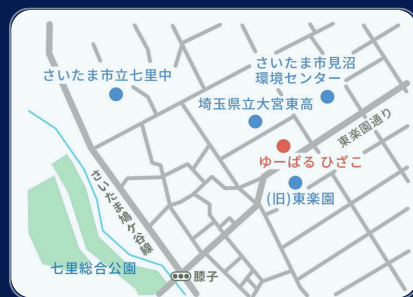 さいたま市立七里中
さいたま市見沼
環境センター
埼玉県立大宮東高
東楽園通り
ゆーぱる ひざこ
(旧)東楽園
さいたま鳩ヶ谷線
七里総合公園
膝子